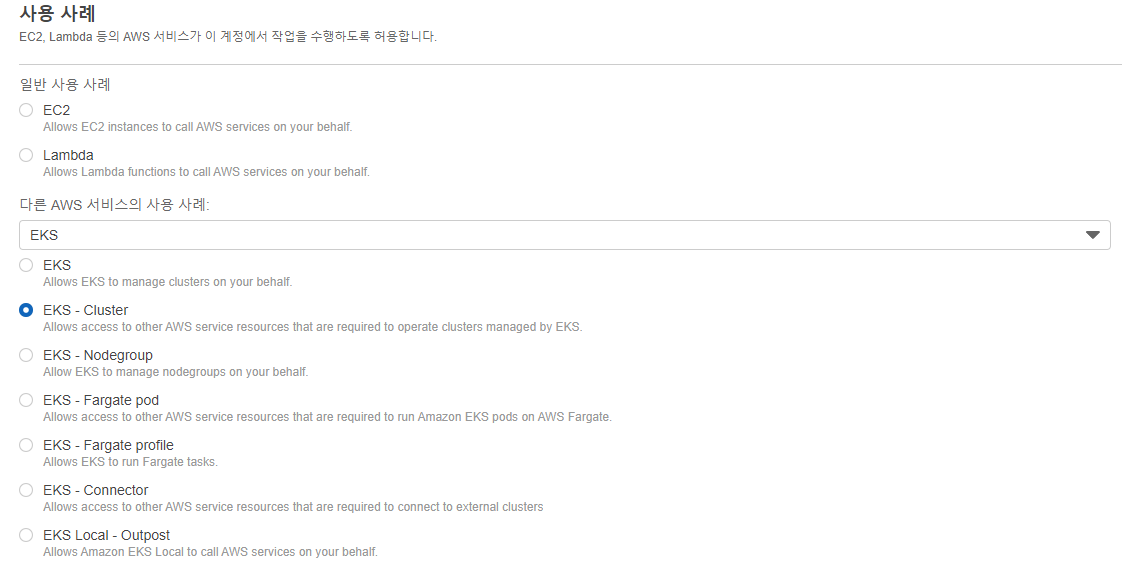 사용 사례
EC2, Lambda 등의 AWS 서비스가 이 계정에서 작업을 수행하도록 허용합니다.
일반 사용 사례
EC2
Allows EC2 instances to call AWS services on your behalf.
Lambda
Allows Lambda functions to call AWS services on your behalf.
다른 AWS 서비스의 사용 사례:
EKS
EKS
Allows EKS to manage clusters on your behalf.
EKS - Cluster
Allows access to other AWS service resources that are required to operate clusters managed by EKS.
EKS - Nodegroup
Allow EKS to manage nodegroups on your behalf.
EKS - Fargate pod
Allows access to other AWS service resources that are required to run Amazon EKS pods on AWS Fargate.
EKS - Fargate profile
Allows EKS to run Fargate tasks.
EKS - Connector
Allows access to other AWS service resources that are required to connect to external clusters
EKS Local - Outpost
Allows Amazon EKS Local to call AWS services on your behalf.